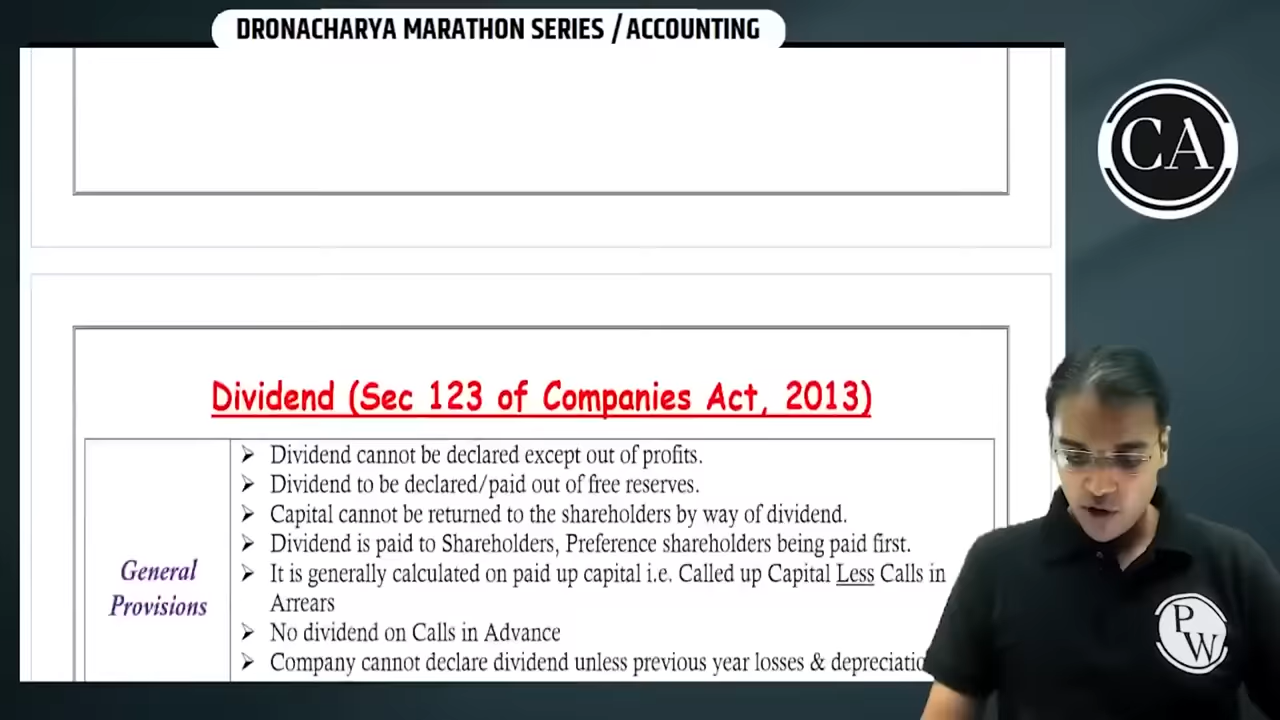 DRONACHARYA MARATHON SERIES / ACCOUNTING
CA
Dividend (Sec 123 of Companies Act, 2013)
General
Provisions
➢ Dividend cannot be declared except out of profits.
➢ Dividend to be declared/paid out of free reserves.
➢ Capital cannot be returned to the shareholders by way of dividend.
➢ Dividend is paid to Shareholders, Preference shareholders being paid first.
➢ It is generally calculated on paid up capital i.e. Called up Capital Less Calls in
Arrears
➢ No dividend on Calls in Advance
➢ Company cannot declare dividend unless previous year losses &
PW